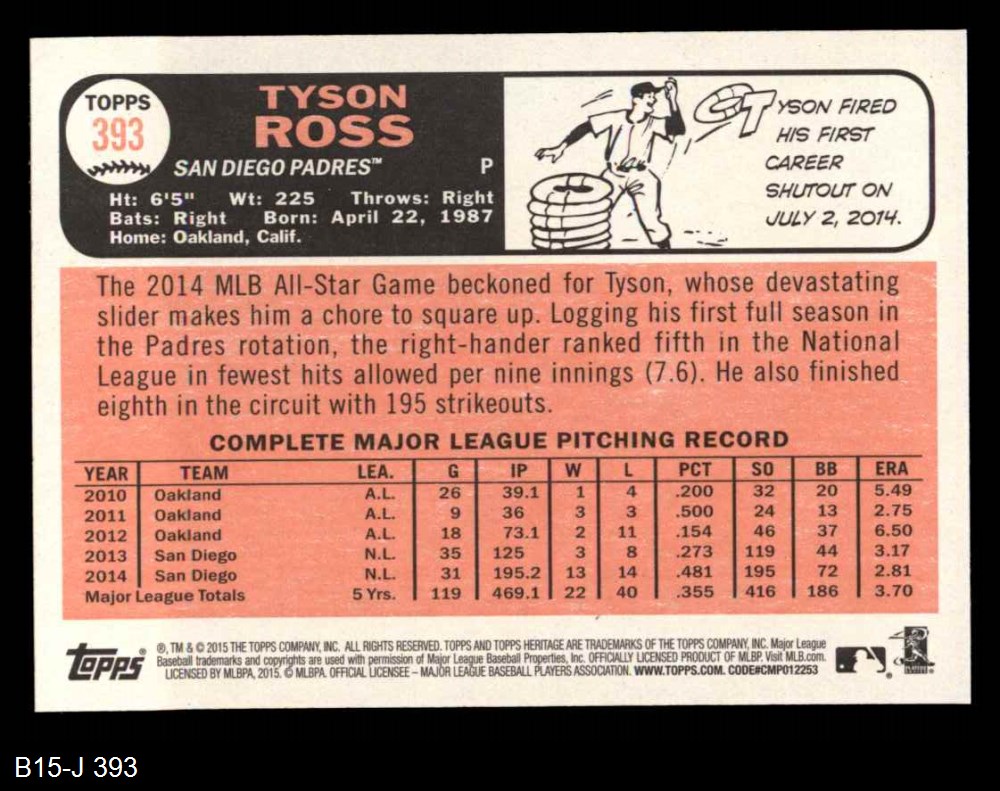 TOPPS
393
TYSON
ROSS
SAN DIEGO PADRES™ P
Ht: 6'5" Wt: 225 Throws: Right
Bats: Right Born: April 22, 1987
Home: Oakland, Calif.
TYSON FIRED
HIS FIRST
CAREER
SHUTOUT ON
JULY 2, 2014.
The 2014 MLB All-Star Game beckoned for Tyson, whose devastating
slider makes him a chore to square up. Logging his first full season in
the Padres rotation, the right-hander ranked fifth in the National
League in fewest hits allowed per nine innings (7.6). He also finished
eighth in the circuit with 195 strikeouts.
COMPLETE MAJOR LEAGUE PITCHING RECORD
YEAR TEAM LEA. G IP W L PCT SO BB ERA
2010 Oakland A.L. 26 39.1 1 4 .200 32 20 5.49
2011 Oakland A.L. 9 36 3 3 .500 24 13 2.75
2012 Oakland A.L. 18 73.1 2 11 .154 46 37 6.50
2013 San Diego N.L. 35 125 3 8 .273 119 44 3.17
2014 San Diego N.L. 31 195.2 13 14 .481 195 72 2.81
Major League Totals 5 Yrs. 119 469.1 22 40 .355 416 186 3.70
topps
®, TM & © 2015 THE TOPPS COMPANY, INC. ALL RIGHTS RESERVED. TOPPS AND TOPPS HERITAGE ARE TRADEMARKS OF THE TOPPS COMPANY, INC. Major League
Baseball trademarks and copyrights are used with permission of Major League Baseball Properties, Inc. OFFICIALLY LICENSED PRODUCT OF MLBP. Visit MLB.com.
LICENSED BY MLBPA, 2015. © MLBPA. OFFICIAL LICENSEE – MAJOR LEAGUE BASEBALL PLAYERS ASSOCIATION. WWW.TOPPS.COM. CODE#CMP012253
B15-J 393